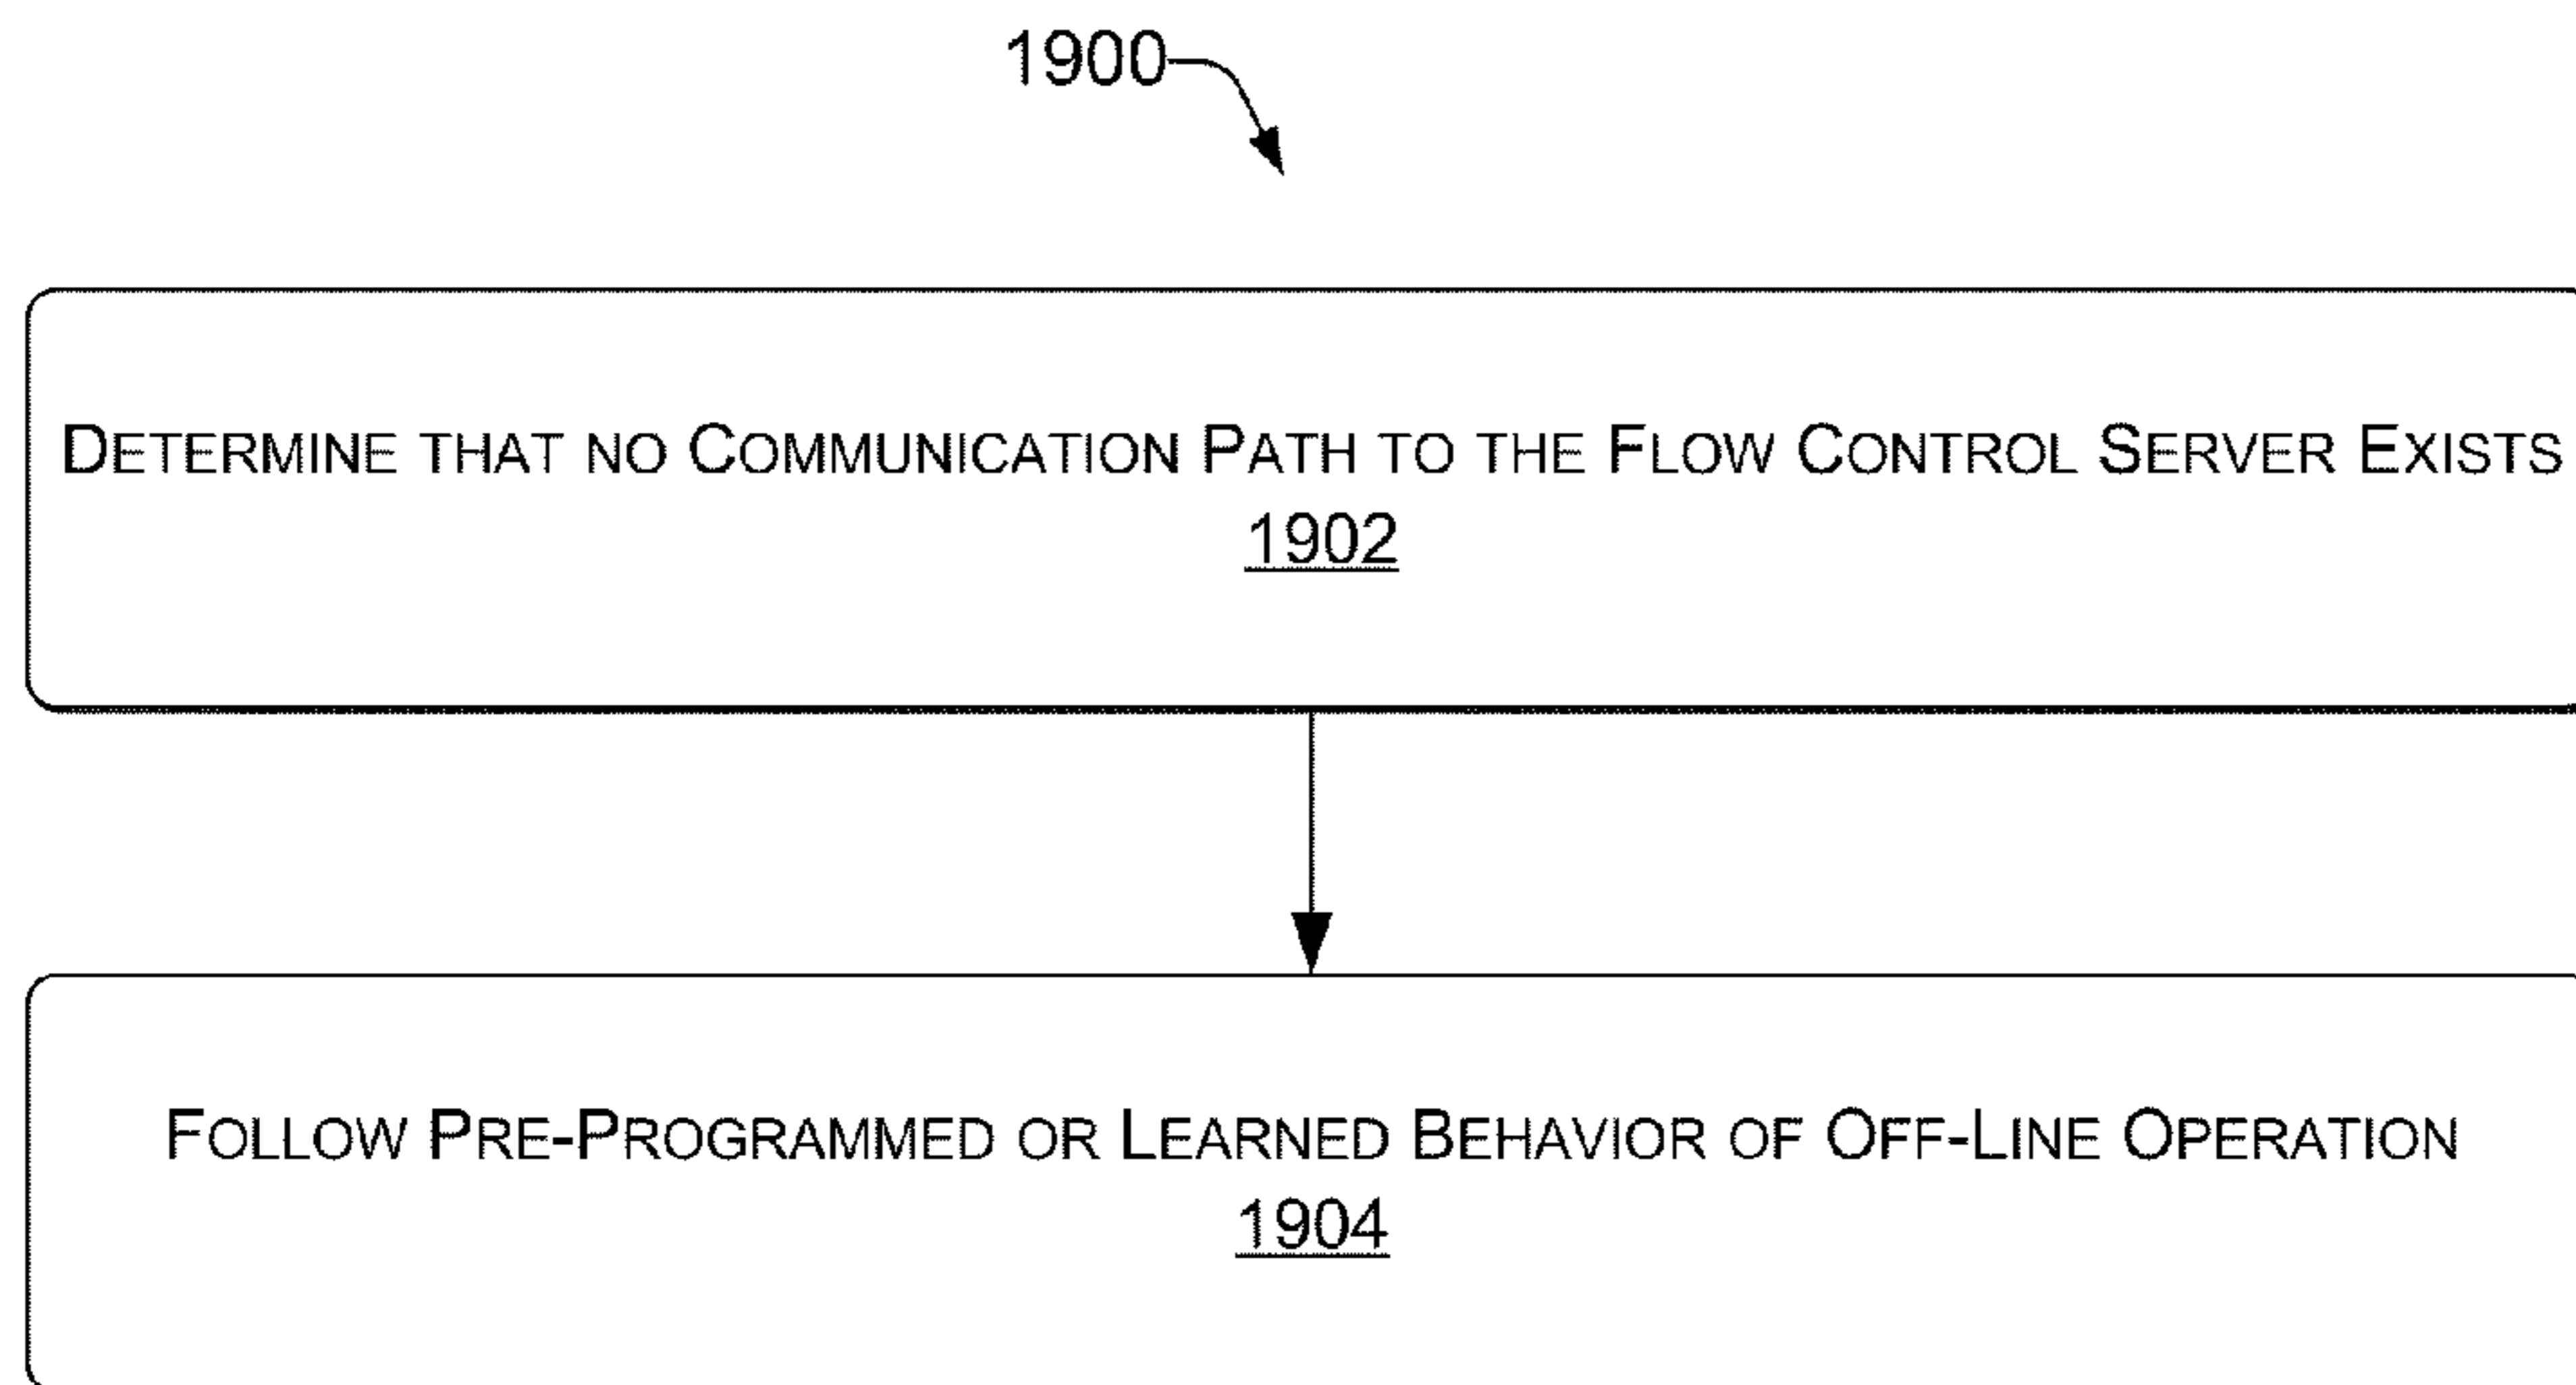 1900
DETERMINE THAT NO COMMUNICATION PATH TO THE FLOW CONTROL SERVER EXISTS
1902
FOLLOW PRE-PROGRAMMED OR LEARNED BEHAVIOR OF OFF-LINE OPERATION
1904